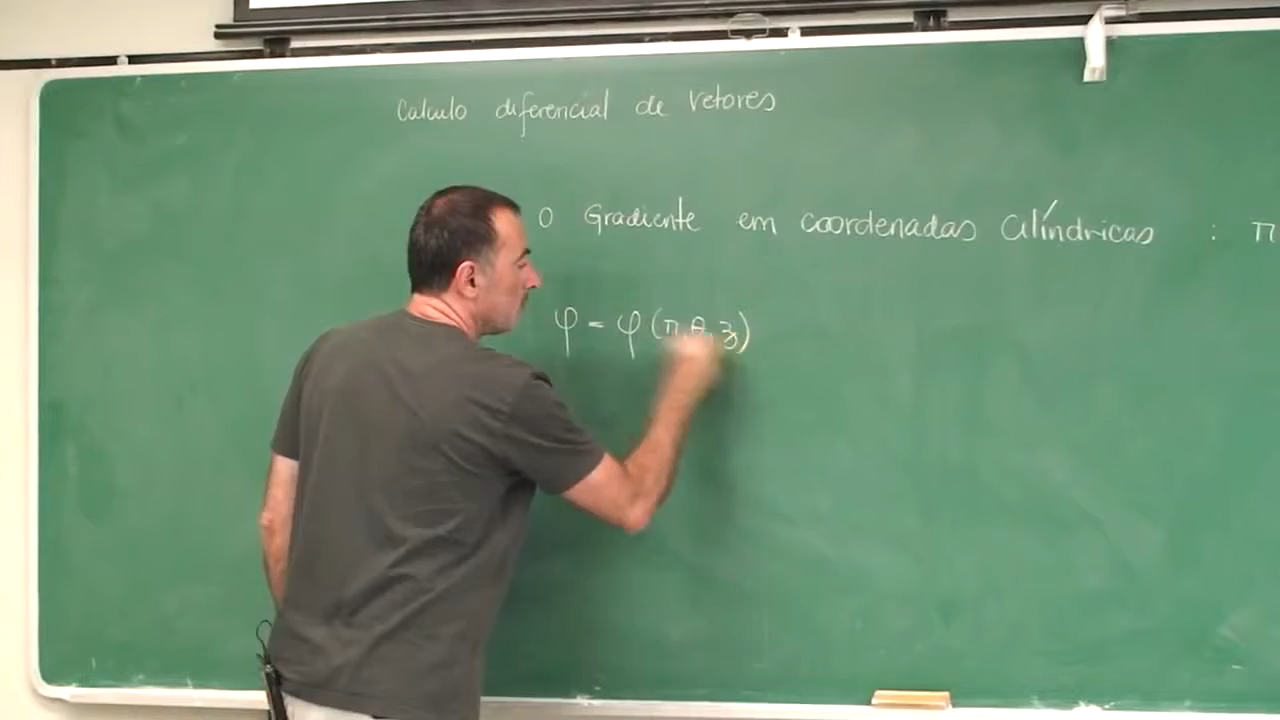 Calculo diferencial de vetores
O Gradiente em coordenadas cilíndricas : r
φ = φ (r, θ, z)